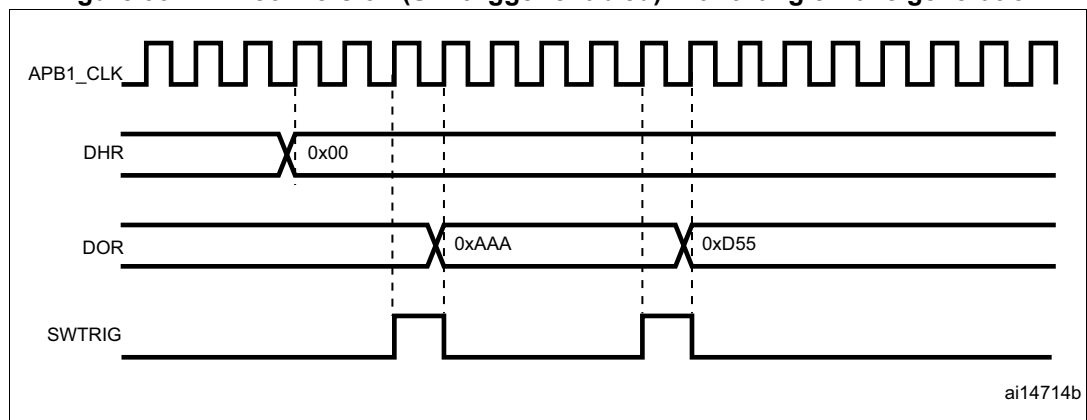 APB1_CLK
DHR
0x00
DOR
0xAAA
0xD55
SWTRIG
ai14714b